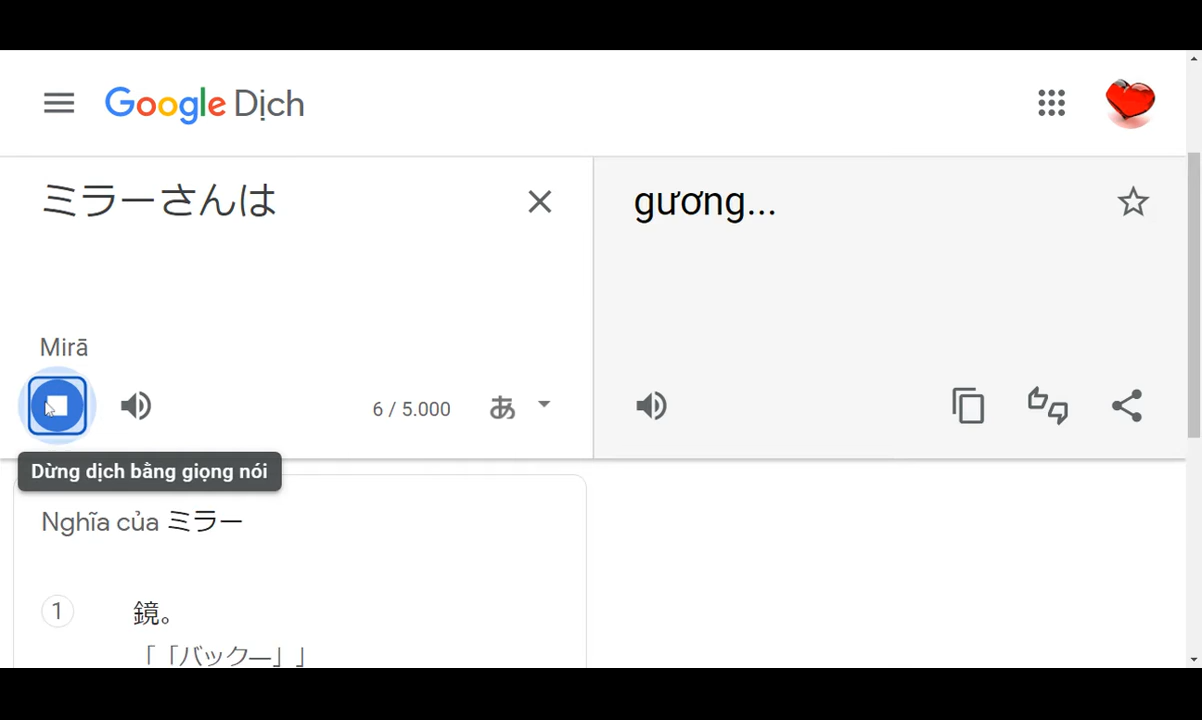 Google Dịch
ミラーさんは
gương...
Mirā
6 / 5.000
あ
Dừng dịch bằng giọng nói
Nghĩa của ミラー
1
鏡。
「「バックー」」